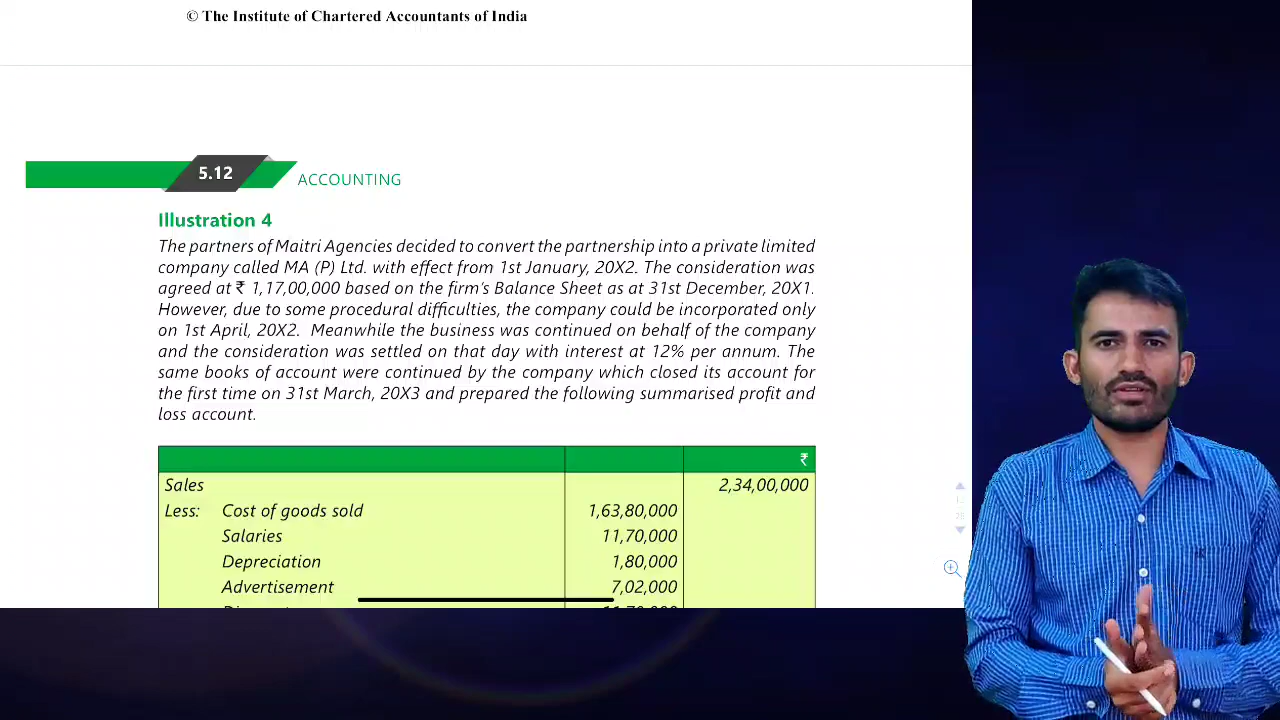 © The Institute of Chartered Accountants of India
5.12 ACCOUNTING
Illustration 4
The partners of Maitri Agencies decided to convert the partnership into a private limited
company called MA (P) Ltd. with effect from 1st January, 20X2. The consideration was
agreed at ₹ 1,17,00,000 based on the firm's Balance Sheet as at 31st December, 20X1.
However, due to some procedural difficulties, the company could be incorporated only
on 1st April, 20X2. Meanwhile the business was continued on behalf of the company
and the consideration was settled on that day with interest at 12% per annum. The
same books of account were continued by the company which closed its account for
the first time on 31st March, 20X3 and prepared the following summarised profit and
loss account.
₹
Sales 2,34,00,000
Less: Cost of goods sold 1,63,80,000
Salaries 11,70,000
Depreciation 1,80,000
Advertisement 7,02,000